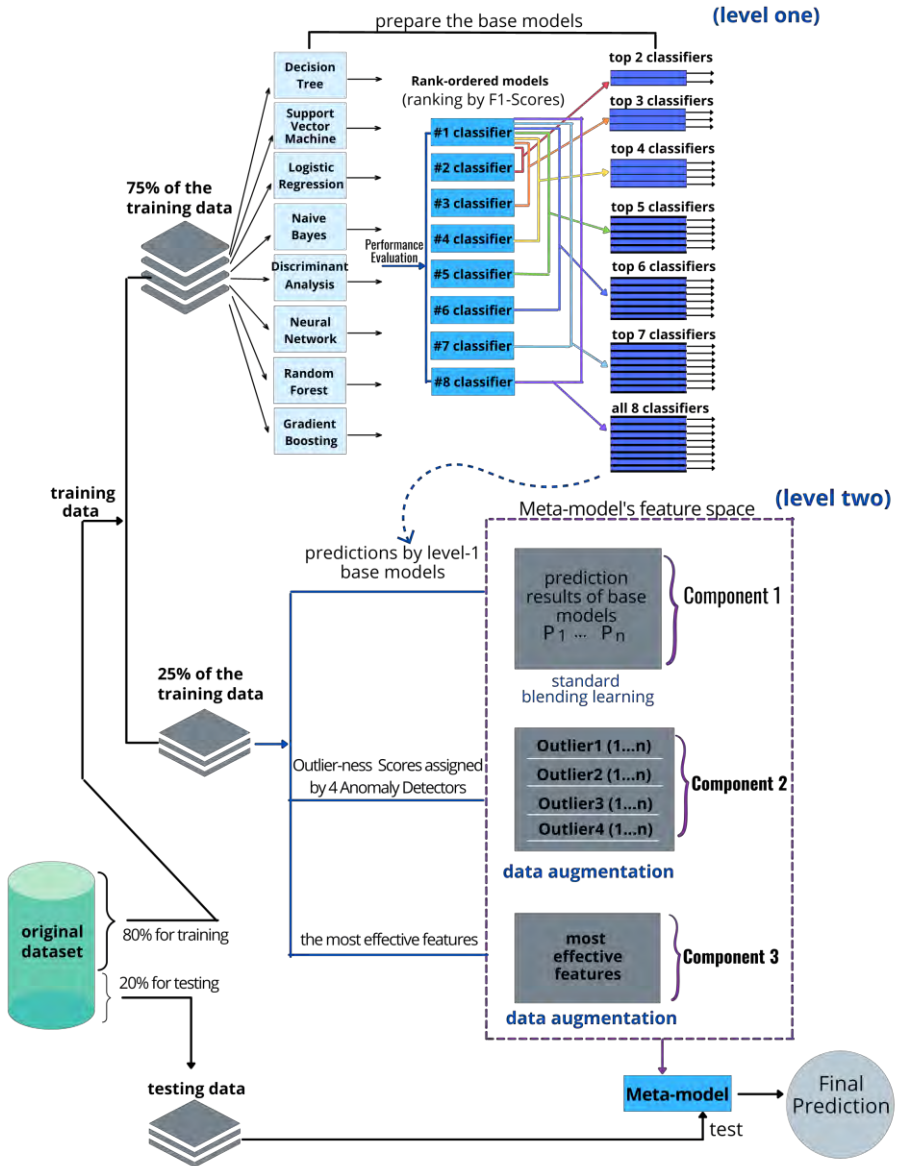 (level one)
prepare the base models
Decision
Tree
Support
Vector
Machine
Logistic
Regression
Naive
Bayes
Discriminant
Analysis
Neural
Network
Random
Forest
Gradient
Boosting
75% of the
training data
Performance
Evaluation
Rank-ordered models
(ranking by F1-Scores)
#1 classifier
#2 classifier
#3 classifier
#4 classifier
#5 classifier
#6 classifier
#7 classifier
#8 classifier
top 2 classifiers
top 3 classifiers
top 4 classifiers
top 5 classifiers
top 6 classifiers
top 7 classifiers
all 8 classifiers
(level two)
training
data
Meta-model's feature space
predictions by level-1
base models
prediction
results of base
models
P1 ... Pn
Component 1
standard
blending learning
25% of the
training data
Outlier-ness Scores assigned
by 4 Anomaly Detectors
Outlier1 (1...n)
Outlier2 (1...n)
Outlier3 (1...n)
Outlier4 (1...n)
Component 2
data augmentation
original
dataset
80% for training
20% for testing
the most effective features
most
effective
features
Component 3
data augmentation
testing data
Meta-model
test
Final
Prediction